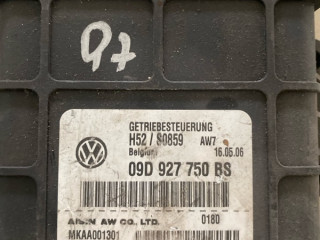 97
GETRIEBESTEUERUNG
H52 / S0859 AW7
Belgium 16.05.06
09D 927 750 BS
AISIN AW CO., LTD. 0180
MKAA001301